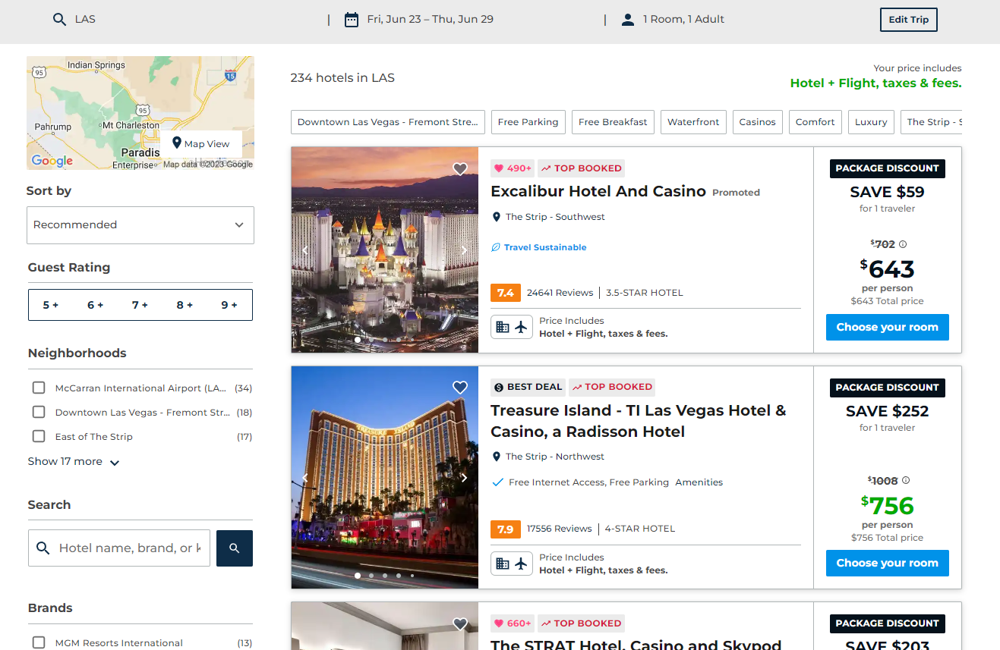 LAS
Fri, Jun 23 – Thu, Jun 29
1 Room, 1 Adult
Edit Trip
Indian Springs
95
15
95
Pahrump
Mt Charleston
Map View
Paradis
Google
Enterprise
Map data ©2023 Google
Sort by
Recommended
Guest Rating
5 + 6 + 7 + 8 + 9 +
Neighborhoods
McCarran International Airport (LA... (34)
Downtown Las Vegas - Fremont Str... (18)
East of The Strip (17)
Show 17 more
Search
Hotel name, brand, or k
Brands
MGM Resorts International (13)
234 hotels in LAS
Your price includes
Hotel + Flight, taxes & fees.
Downtown Las Vegas - Fremont Stre... Free Parking Free Breakfast Waterfront Casinos Comfort Luxury The Strip - S
490+ TOP BOOKED
Excalibur Hotel And Casino Promoted
The Strip - Southwest
Travel Sustainable
7.4 24641 Reviews 3.5-STAR HOTEL
Price Includes
Hotel + Flight, taxes & fees.
PACKAGE DISCOUNT
SAVE $59
for 1 traveler
$702
$643
per person
$643 Total price
Choose your room
TREASURE ISLAND
BEST DEAL TOP BOOKED
Treasure Island - TI Las Vegas Hotel &
Casino, a Radisson Hotel
The Strip - Northwest
Free Internet Access, Free Parking Amenities
7.9 17556 Reviews 4-STAR HOTEL
Price Includes
Hotel + Flight, taxes & fees.
PACKAGE DISCOUNT
SAVE $252
for 1 traveler
$1008
$756
per person
$756 Total price
Choose your room
660+ TOP BOOKED
The STRAT Hotel, Casino and Skypod
PACKAGE DISCOUNT
SAVE $203